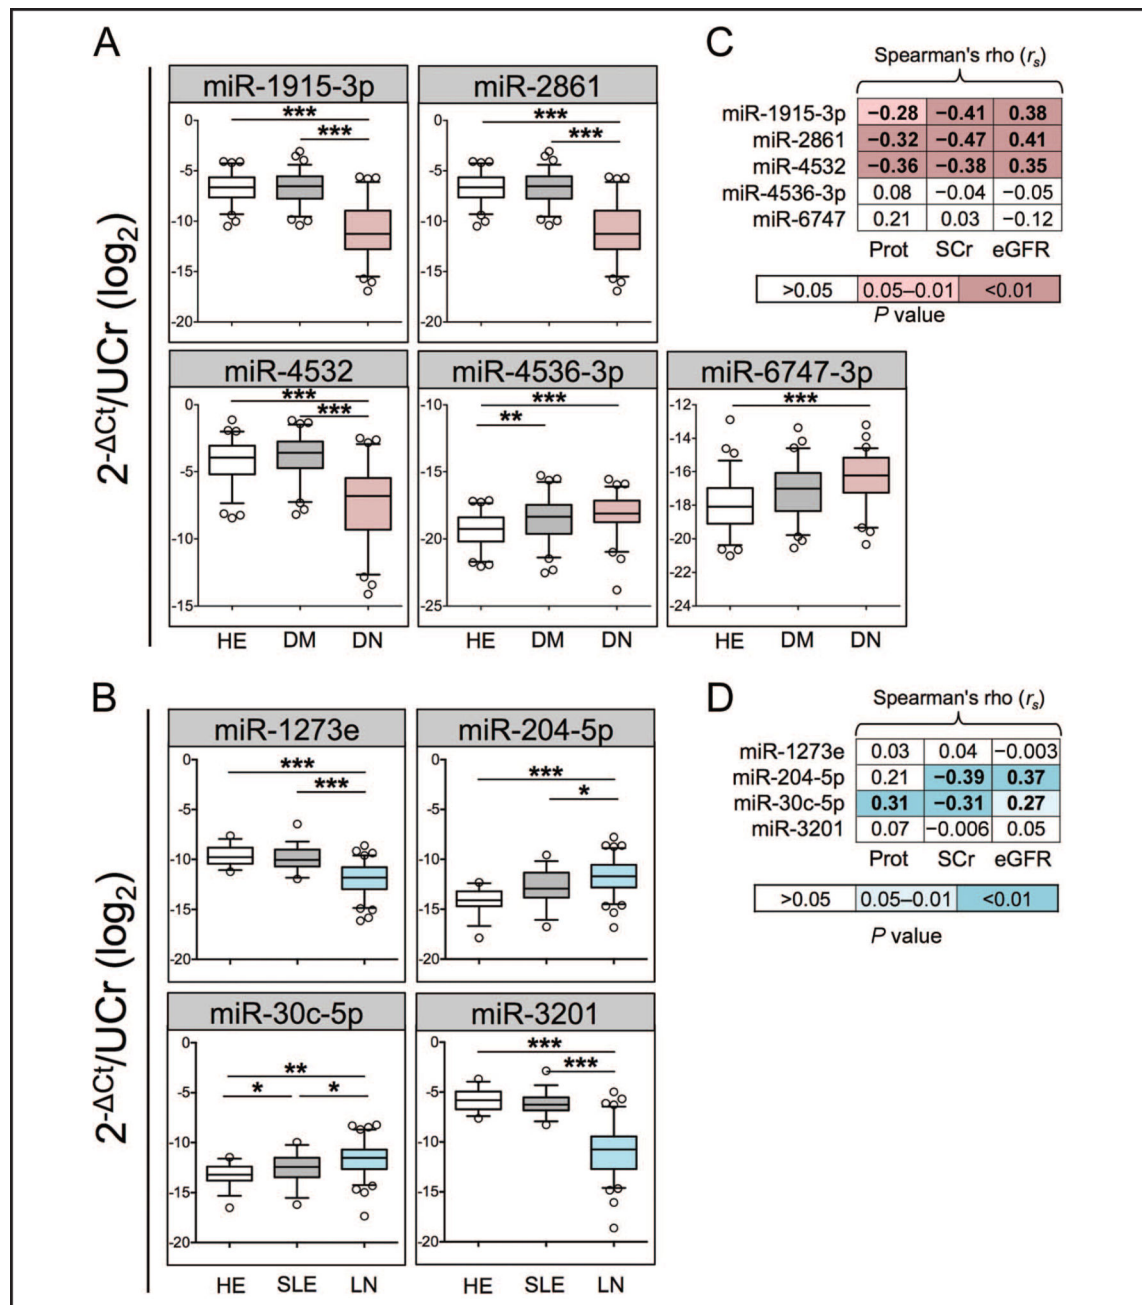 A
miR-1915-3p
miR-2861
*** ***
*** ***
0 0
-5 -5
-10 -10
-15 -15
-20 -20
miR-4532
miR-4536-3p
miR-6747-3p
*** *** ***
*** **
0 -10 -12
-14
-5 -15 -16
-18
-10 -20 -20
-22
-15 -25 -24
HE DM DN HE DM DN HE DM DN
2-ΔCt/UCr (log2)
C
Spearman's rho (rs)
miR-1915-3p −0.28 −0.41 0.38
miR-2861 −0.32 −0.47 0.41
miR-4532 −0.36 −0.38 0.35
miR-4536-3p 0.08 −0.04 −0.05
miR-6747 0.21 0.03 −0.12
Prot SCr eGFR
>0.05 0.05–0.01 <0.01
P value
B
miR-1273e
miR-204-5p
*** ***
*** *
0 0
-5 -5
-10 -10
-15 -15
-20 -20
miR-30c-5p
miR-3201
** ***
* * ***
0 0
-5 -5
-10 -10
-15 -15
-20 -20
HE SLE LN HE SLE LN
2-ΔCt/UCr (log2)
D
Spearman's rho (rs)
miR-1273e 0.03 0.04 −0.003
miR-204-5p 0.21 −0.39 0.37
miR-30c-5p 0.31 −0.31 0.27
miR-3201 0.07 −0.006 0.05
Prot SCr eGFR
>0.05 0.05–0.01 <0.01
P value